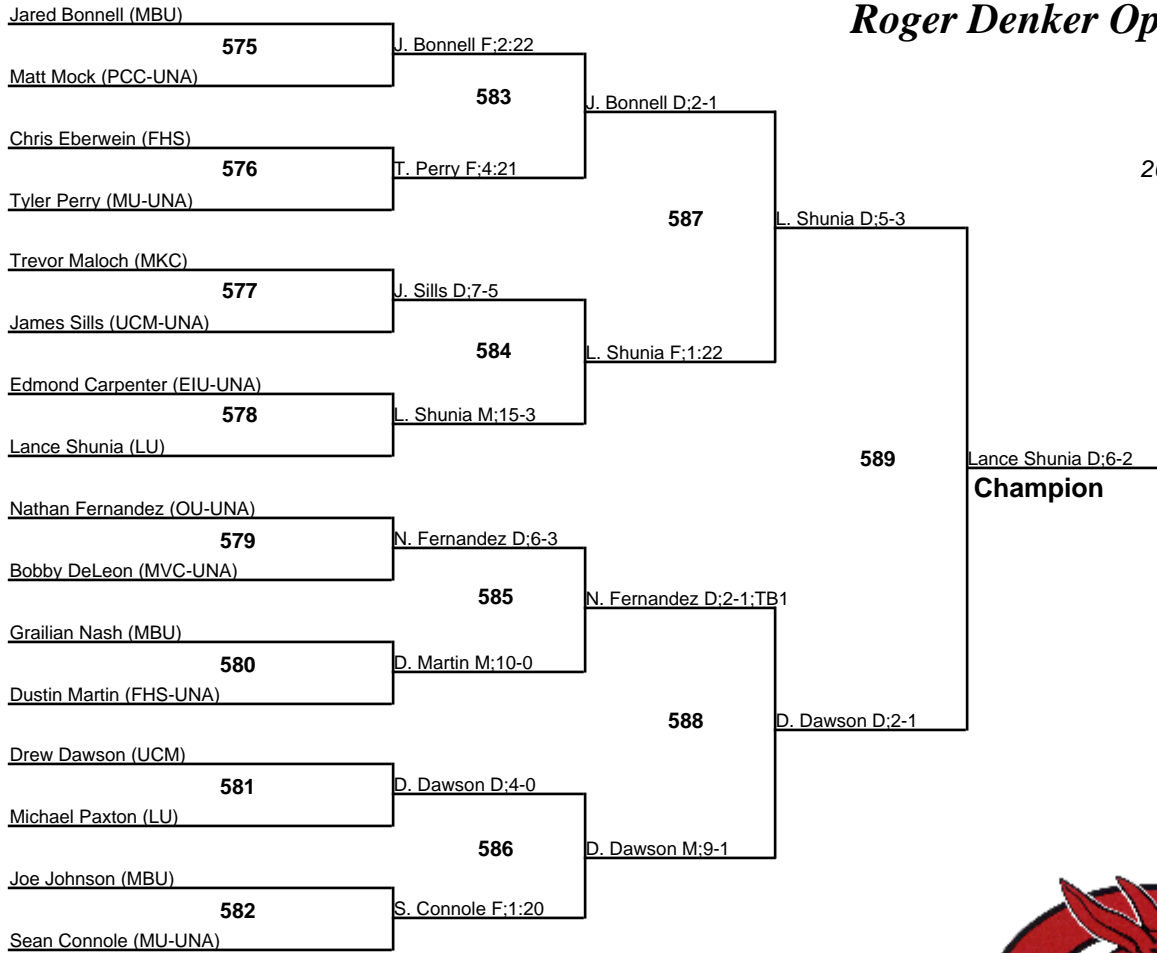 Roger Denker Op
Jared Bonnell (MBU)
575
J. Bonnell F;2:22
Matt Mock (PCC-UNA)
583
J. Bonnell D;2-1
Chris Eberwein (FHS)
576
T. Perry F;4:21
Tyler Perry (MU-UNA)
587
L. Shunia D;5-3
Trevor Maloch (MKC)
577
J. Sills D;7-5
James Sills (UCM-UNA)
584
L. Shunia F;1:22
Edmond Carpenter (EIU-UNA)
578
L. Shunia M;15-3
Lance Shunia (LU)
589
Lance Shunia D;6-2
Champion
Nathan Fernandez (OU-UNA)
579
N. Fernandez D;6-3
Bobby DeLeon (MVC-UNA)
585
N. Fernandez D;2-1;TB1
Grailian Nash (MBU)
580
D. Martin M;10-0
Dustin Martin (FHS-UNA)
588
D. Dawson D;2-1
Drew Dawson (UCM)
581
D. Dawson D;4-0
Michael Paxton (LU)
586
D. Dawson M;9-1
Joe Johnson (MBU)
582
S. Connole F;1:20
Sean Connole (MU-UNA)